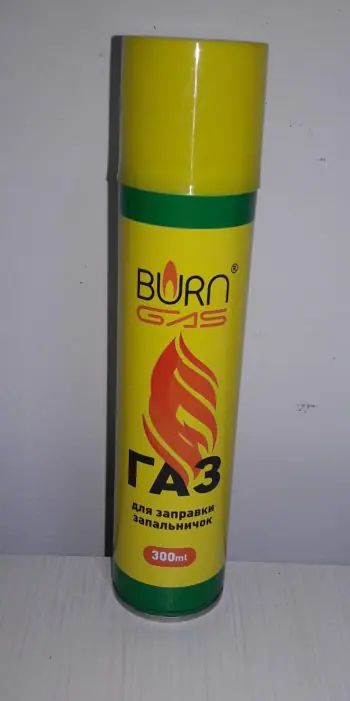 BURN®
GAS
ГАЗ
для заправки
запальничок
300ml